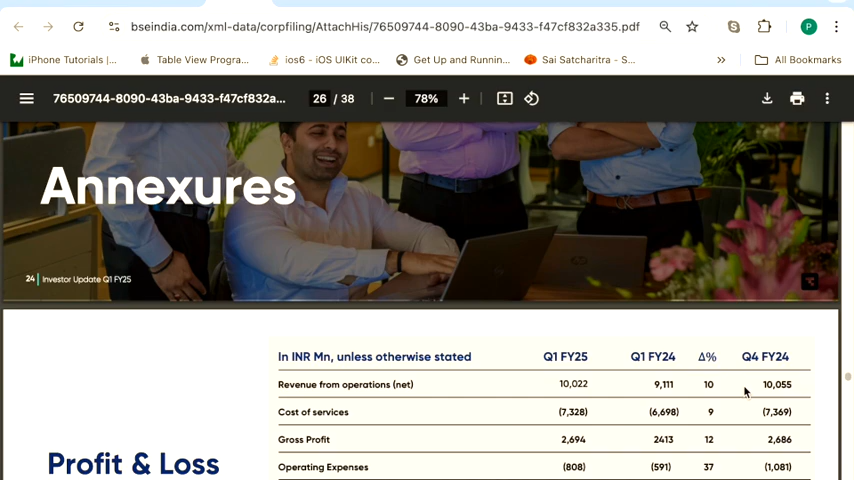 bseindia.com/xml-data/corpfiling/AttachHis/76509744-8090-43ba-9433-f47cf832a335.pdf
P
iPhone Tutorials |... Table View Progra... ios6 - iOS UIKit co... Get Up and Runnin... Sai Satcharitra - S... » All Bookmarks
76509744-8090-43ba-9433-f47cf832a... 26 / 38 78%
Annexures
24 | Investor Update Q1 FY25
In INR Mn, unless otherwise stated Q1 FY25 Q1 FY24 Δ% Q4 FY24
Revenue from operations (net) 10,022 9,111 10 10,055
Cost of services (7,328) (6,698) 9 (7,369)
Gross Profit 2,694 2413 12 2,686
Profit & Loss
Operating Expenses (808) (591) 37 (1,081)